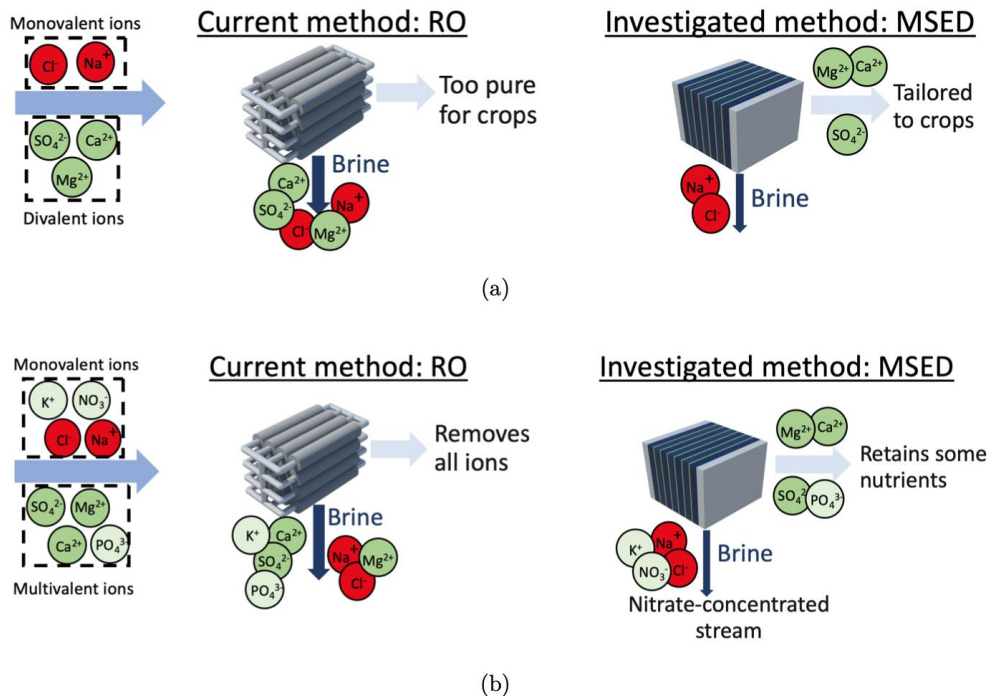 Monovalent ions
Cl⁻ Na⁺
SO₄²⁻ Ca²⁺
Mg²⁺
Divalent ions
Current method: RO
Too pure
for crops
Brine
Ca²⁺
SO₄²⁻ Na⁺
Cl⁻ Mg²⁺
Investigated method: MSED
Mg²⁺ Ca²⁺
SO₄²⁻
Tailored
to crops
Na⁺
Cl⁻
Brine
(a)
Monovalent ions
K⁺ NO₃⁻
Cl⁻ Na⁺
SO₄²⁻ Mg²⁺
Ca²⁺ PO₄³⁻
Multivalent ions
Current method: RO
Removes
all ions
Brine
K⁺ Ca²⁺
SO₄²⁻
PO₄³⁻
Na⁺ Mg²⁺
Cl⁻
Investigated method: MSED
Mg²⁺ Ca²⁺
SO₄²⁻ PO₄³⁻
Retains some
nutrients
K⁺ Na⁺
NO₃⁻ Cl⁻
Brine
Nitrate-concentrated
stream
(b)